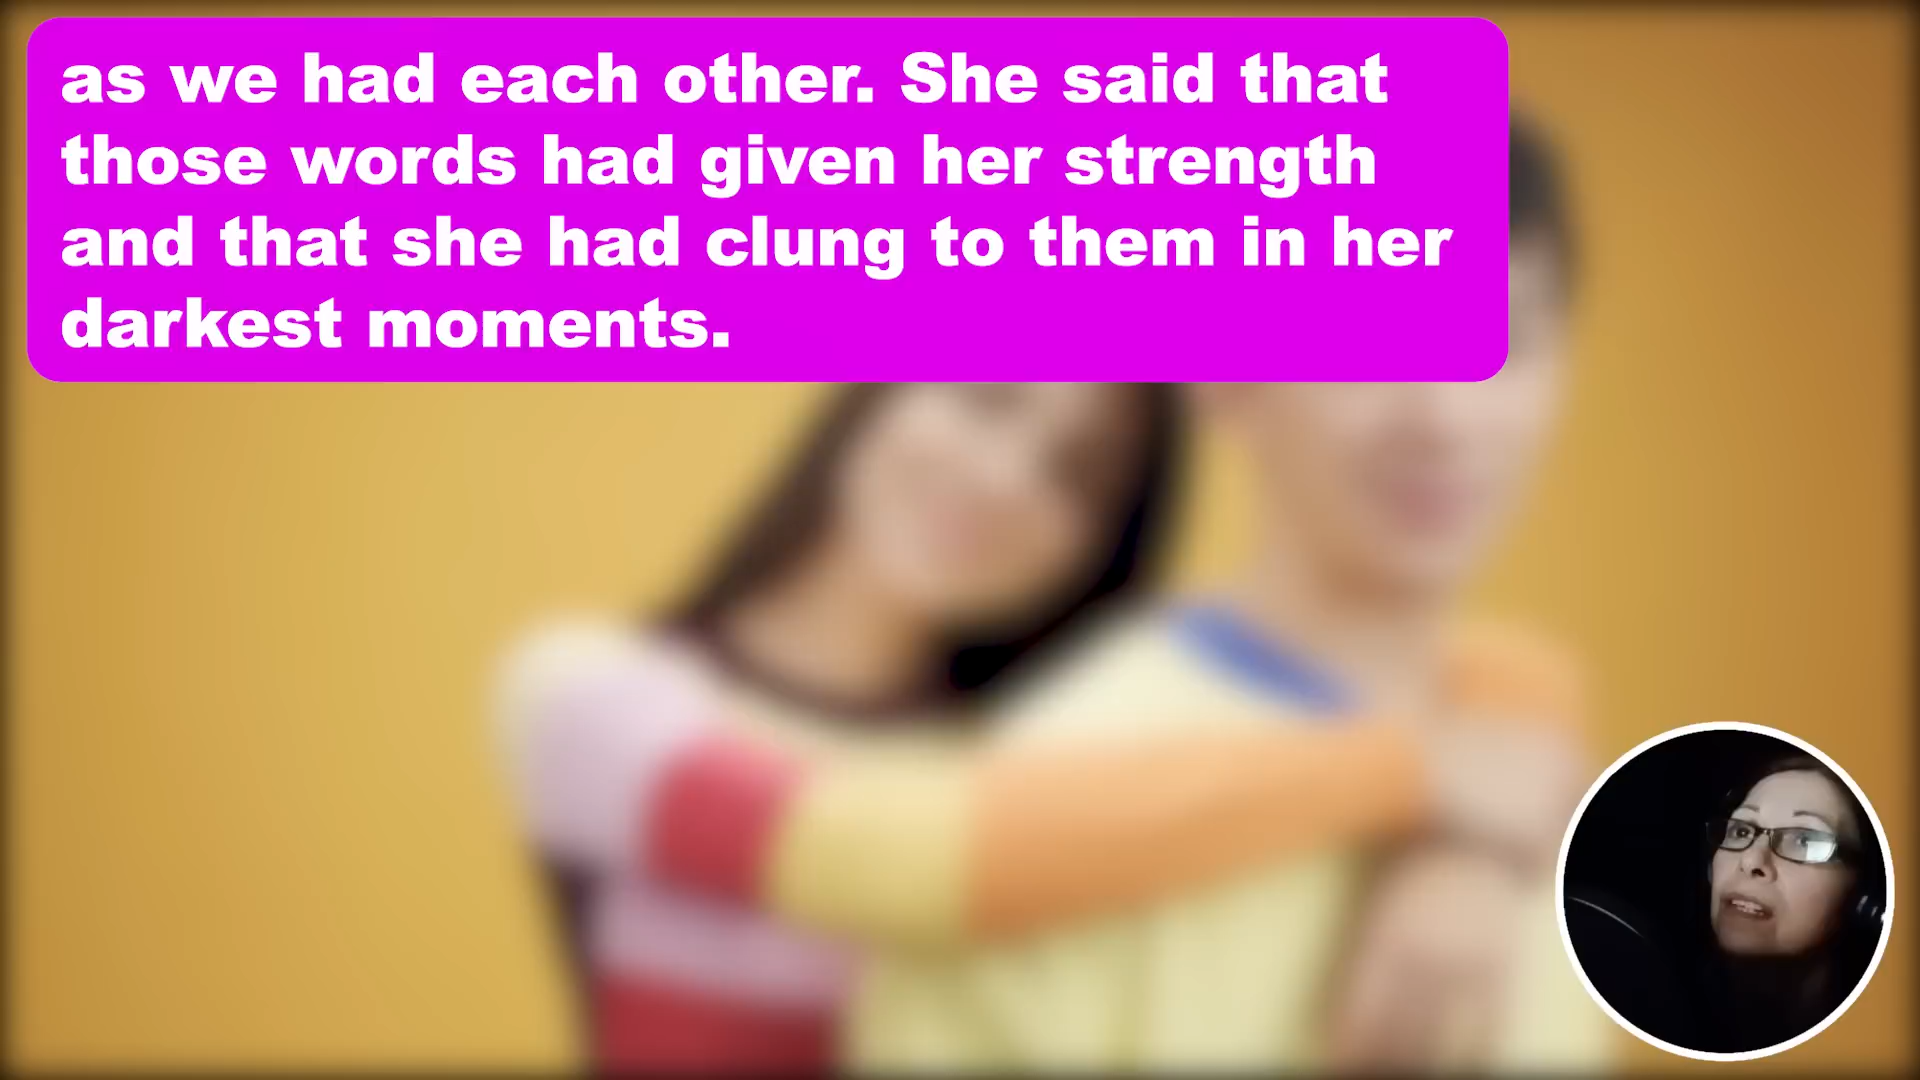 as we had each other. She said that
those words had given her strength
and that she had clung to them in her
darkest moments.